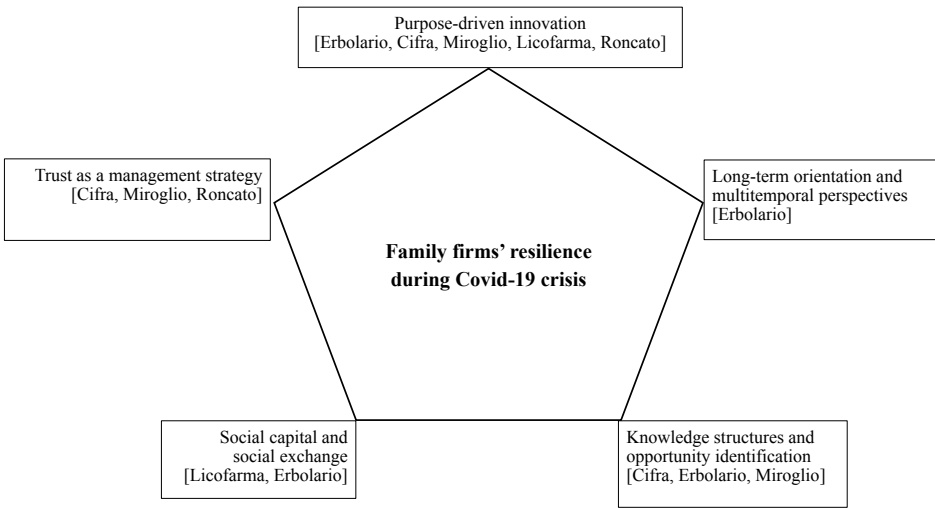 Purpose-driven innovation
[Erbolario, Cifra, Miroglio, Licofarma, Roncato]
Trust as a management strategy
[Cifra, Miroglio, Roncato]
Long-term orientation and
multitemporal perspectives
[Erbolario]
Family firms’ resilience
during Covid-19 crisis
Social capital and
social exchange
[Licofarma, Erbolario]
Knowledge structures and
opportunity identification
[Cifra, Erbolario, Miroglio]